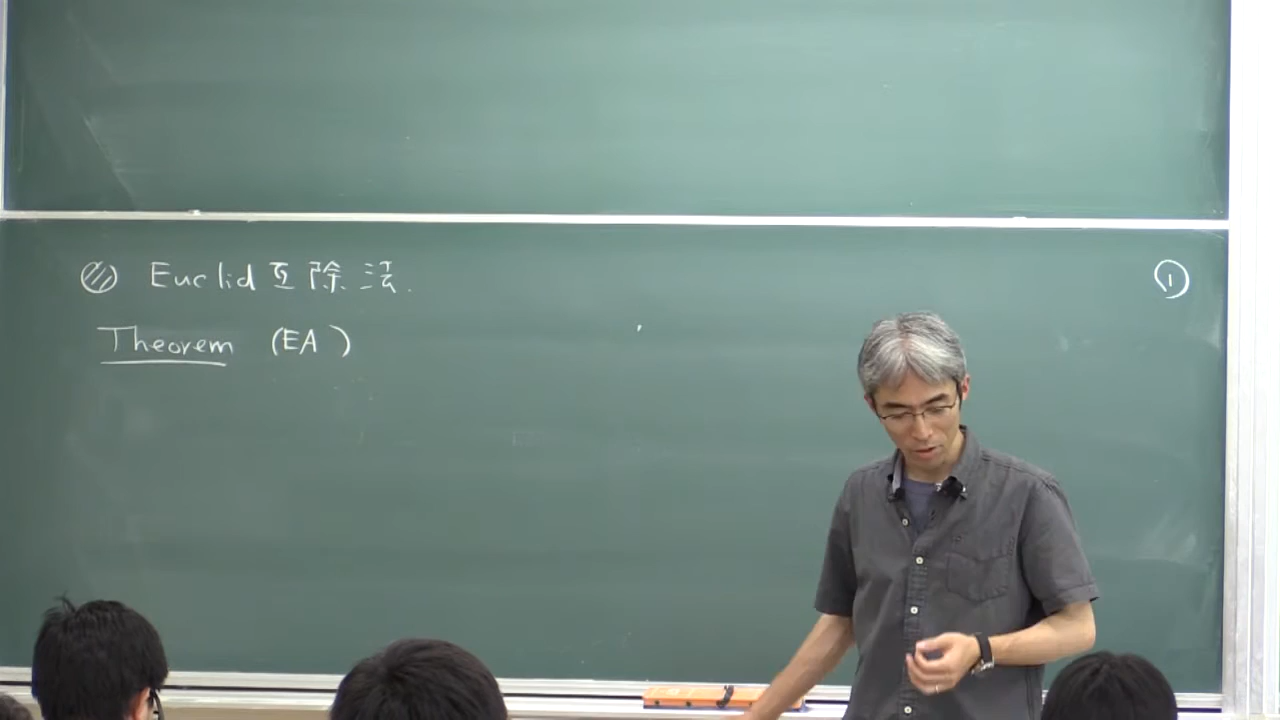 Euclid 互除法.
①
Theorem (EA)